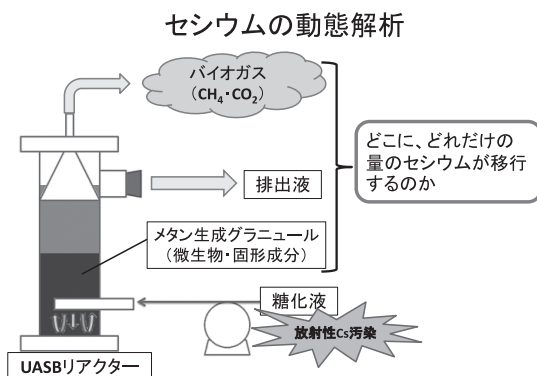 セシウムの動態解析
バイオガス
（CH₄・CO₂）
どこに、どれだけの
量のセシウムが移行
するのか
排出液
メタン生成グラニュール
（微生物・固形成分）
糖化液
放射性Cs汚染
UASBリアクター